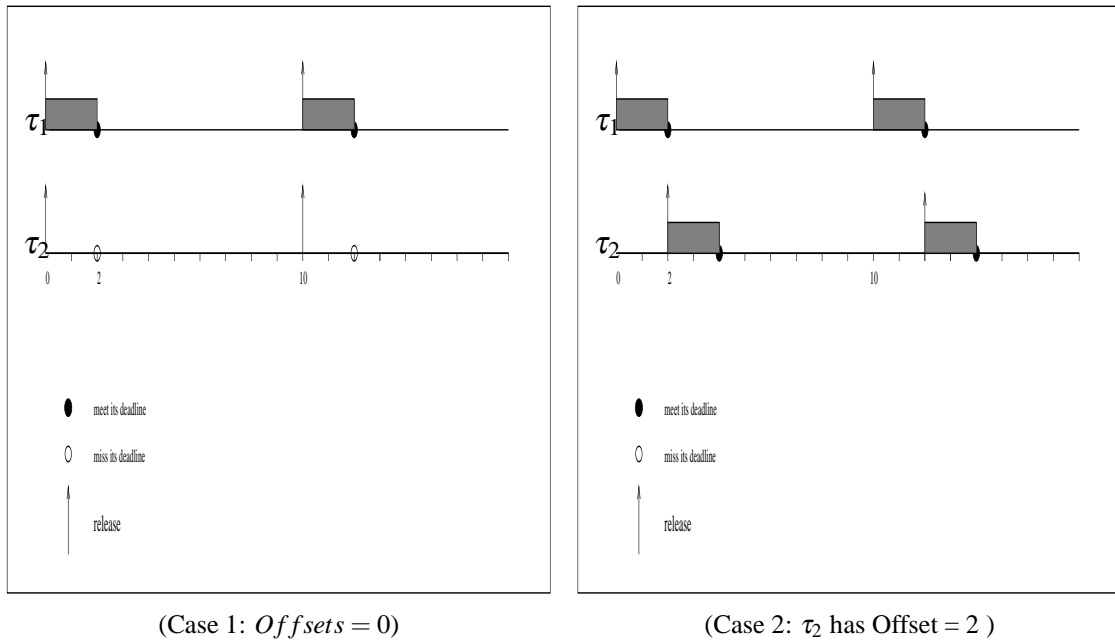 τ1
τ2
0 2 10
meet its deadline
miss its deadline
release
(Case 1: Offsets = 0)
τ1
τ2
0 2 10
meet its deadline
miss its deadline
release
(Case 2: τ2 has Offset = 2 )